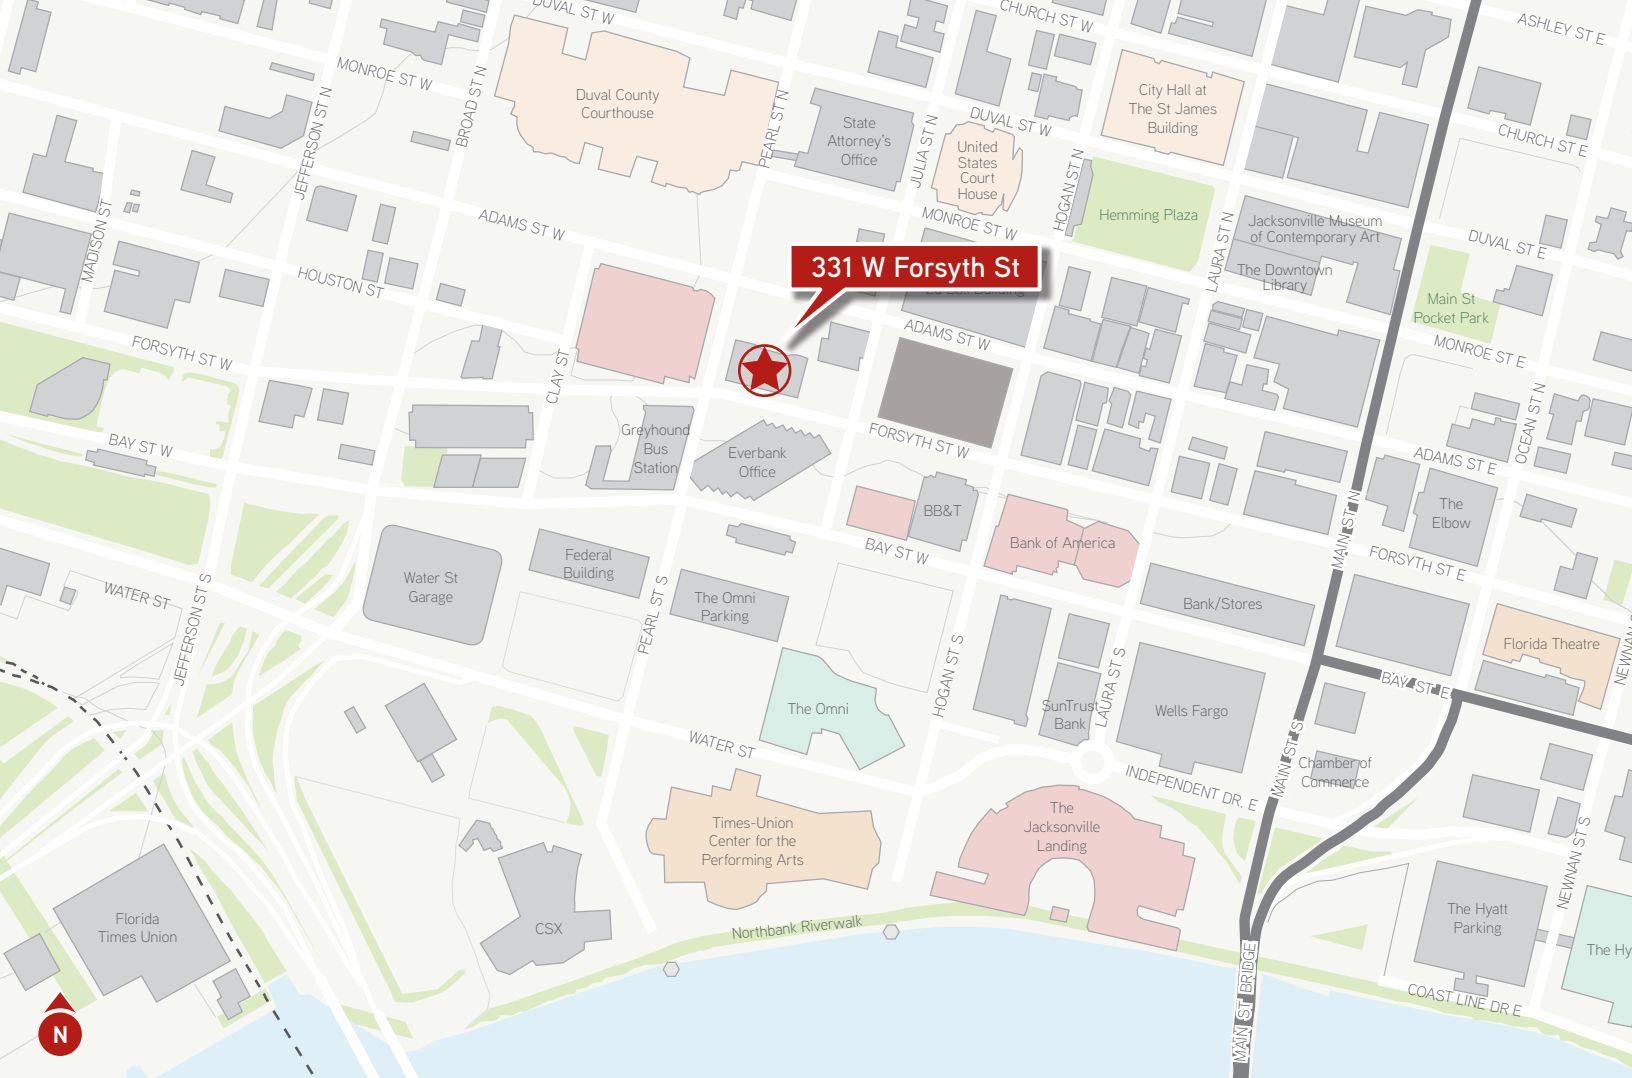 DUVAL ST W
CHURCH ST W
ASHLEY ST E
MONROE ST W
BROAD ST N
JEFFERSON ST N
Duval County
Courthouse
PEARL ST N
State
Attorney's
Office
JULIA ST N
DUVAL ST W
United
States
Court
House
HOGAN ST N
City Hall at
The St James
Building
CHURCH ST E
MADISON ST
ADAMS ST W
MONROE ST W
Hemming Plaza
LAURA ST N
Jacksonville Museum
of Contemporary Art
The Downtown
Library
DUVAL ST E
HOUSTON ST
331 W Forsyth St
Main St
Pocket Park
ADAMS ST W
MONROE ST E
FORSYTH ST W
CLAY ST
OCEAN ST N
BAY ST W
Greyhound
Bus
Station
Everbank
Office
FORSYTH ST W
ADAMS ST E
BB&T
MAIN ST N
The
Elbow
BAY ST W
Bank of America
FORSYTH ST E
WATER ST
JEFFERSON ST S
Water St
Garage
Federal
Building
PEARL ST S
The Omni
Parking
Bank/Stores
Florida Theatre
HOGAN ST S
LAURA ST S
BAY ST E
The Omni
SunTrust
Bank
Wells Fargo
WATER ST
MAIN ST S
INDEPENDENT DR. E
Chamber of
Commerce
Times-Union
Center for the
Performing Arts
The
Jacksonville
Landing
NEWNAN ST S
Florida
Times Union
CSX
Northbank Riverwalk
The Hyatt
Parking
The Hy
MAIN ST BRIDGE
COAST LINE DR E
N